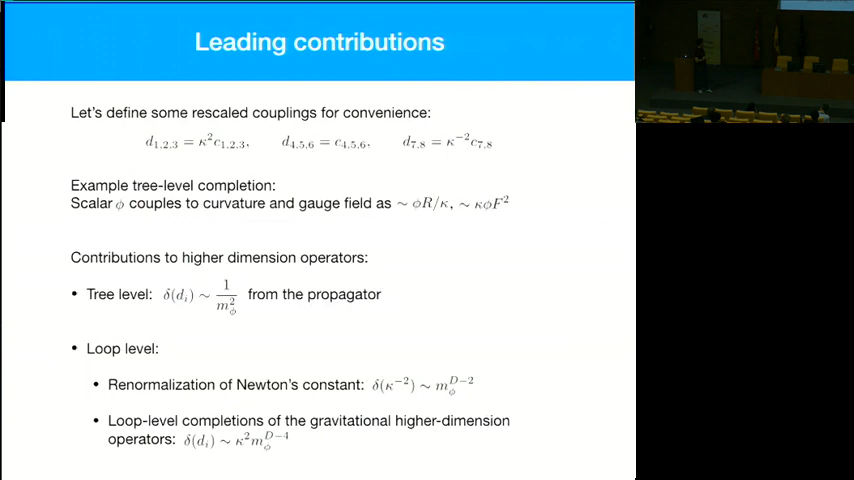 Leading contributions
Let's define some rescaled couplings for convenience:
d_{1,2,3} = κ^2 c_{1,2,3},   d_{4,5,6} = c_{4,5,6},   d_{7,8} = κ^{-2} c_{7,8}
Example tree-level completion:
Scalar ϕ couples to curvature and gauge field as ∼ ϕR/κ, ∼ κϕF^2
Contributions to higher dimension operators:
• Tree level: δ(d_i) ∼ 1/m_ϕ^2 from the propagator
• Loop level:
• Renormalization of Newton's constant: δ(κ^{-2}) ∼ m_ϕ^{D-2}
• Loop-level completions of the gravitational higher-dimension
operators: δ(d_i) ∼ κ^2 m_ϕ^{D-4}